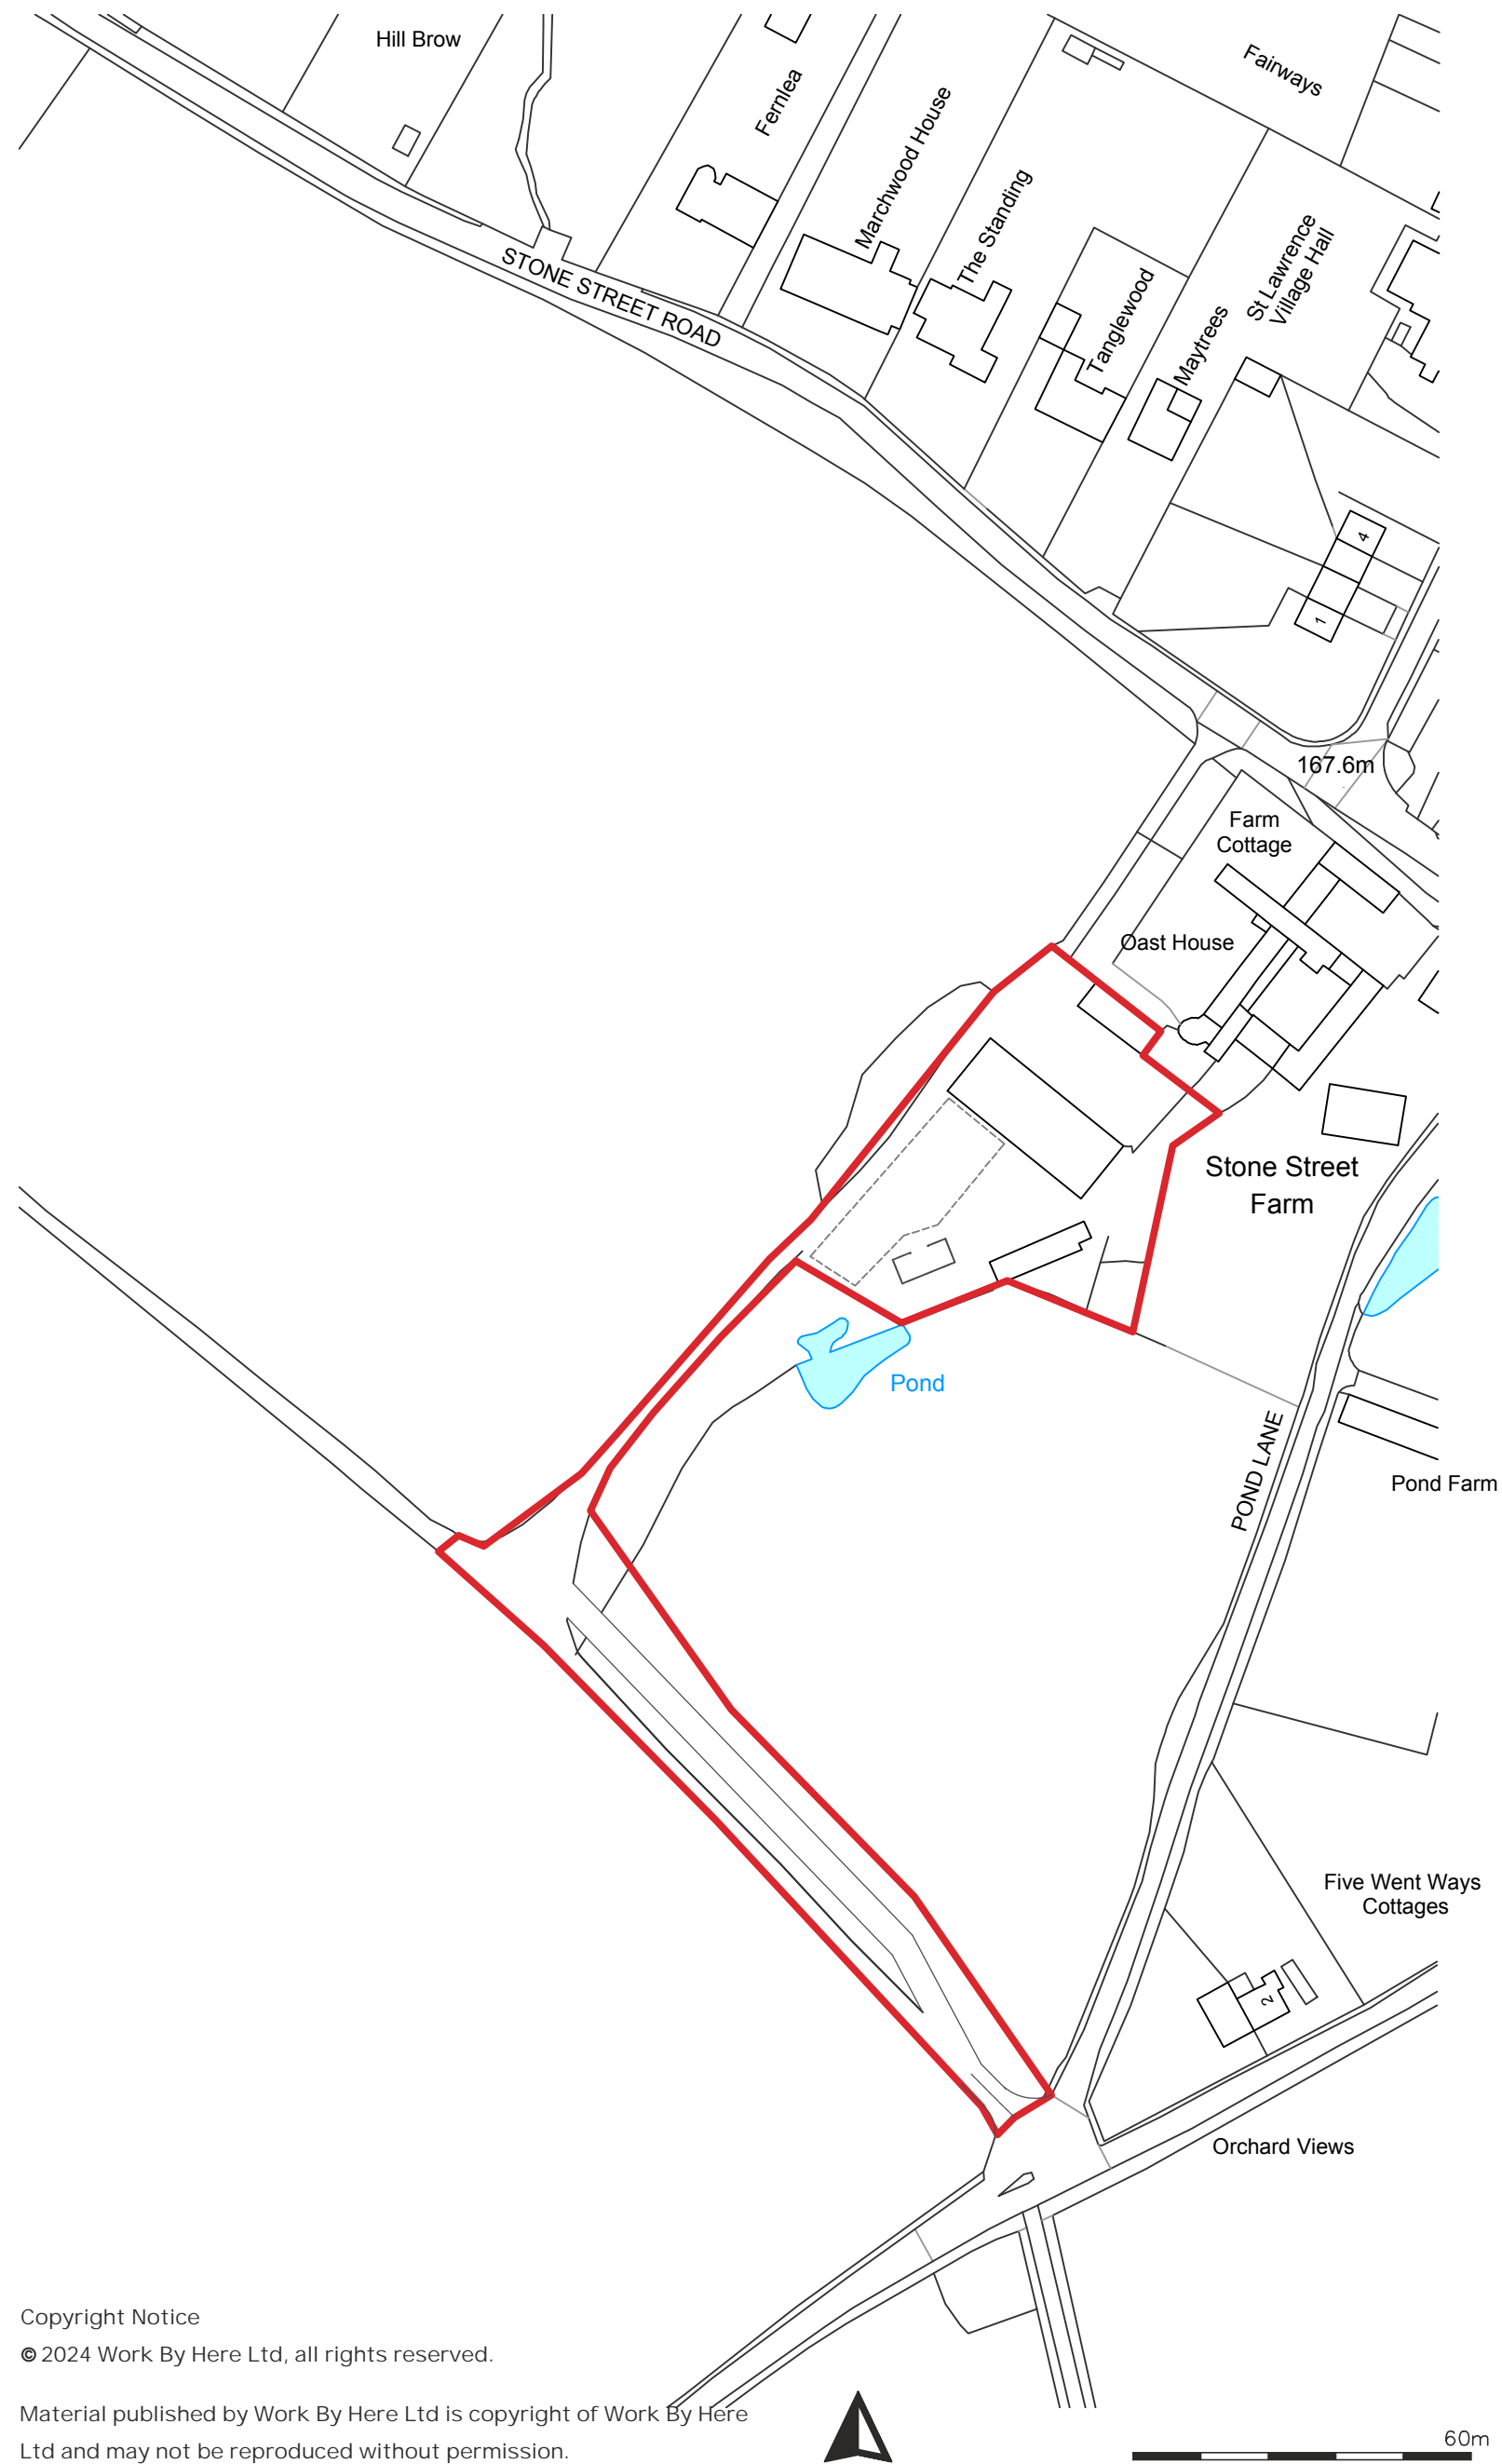 Hill Brow
Fernlea
Fairways
Marchwood House
The Standing
STONE STREET ROAD
Tanglewood
Maytrees
St Lawrence
Village Hall
4
1
167.6m
Farm
Cottage
Oast House
Stone Street
Farm
Pond
POND LANE
Pond Farm
Five Went Ways
Cottages
2
Orchard Views
Copyright Notice
© 2024 Work By Here Ltd, all rights reserved.
Material published by Work By Here Ltd is copyright of Work By Here
Ltd and may not be reproduced without permission.
60m